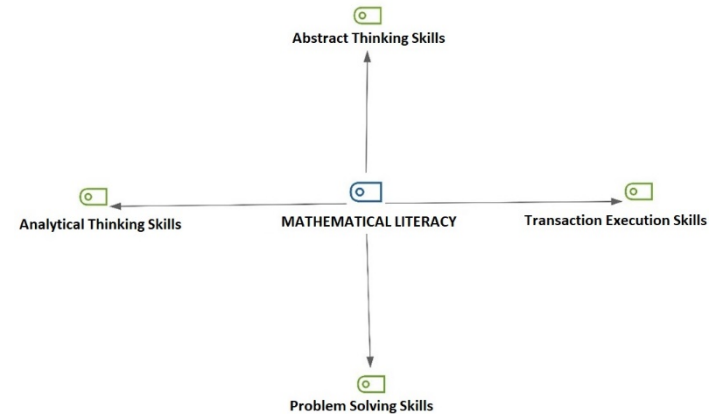 Abstract Thinking Skills
Analytical Thinking Skills
MATHEMATICAL LITERACY
Transaction Execution Skills
Problem Solving Skills